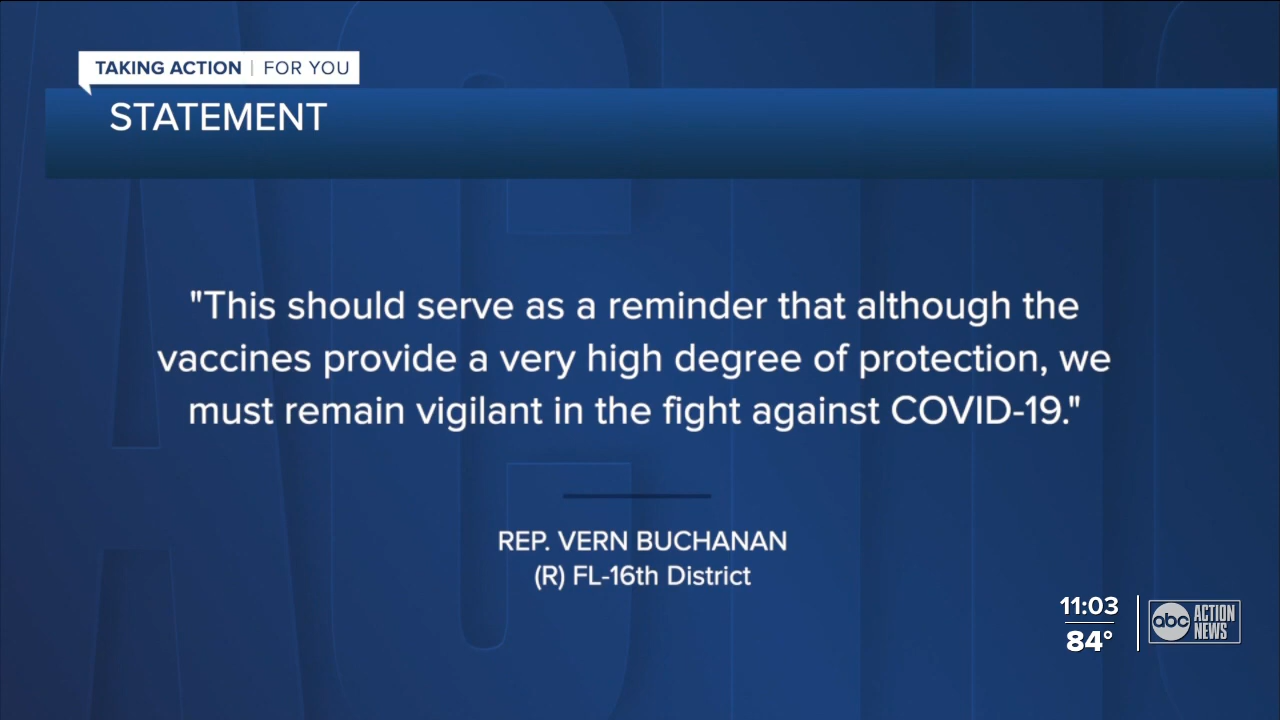 TAKING ACTION | FOR YOU
STATEMENT
"This should serve as a reminder that although the
vaccines provide a very high degree of protection, we
must remain vigilant in the fight against COVID-19."
REP. VERN BUCHANAN
(R) FL-16th District
11:03
84°
abc ACTION
NEWS